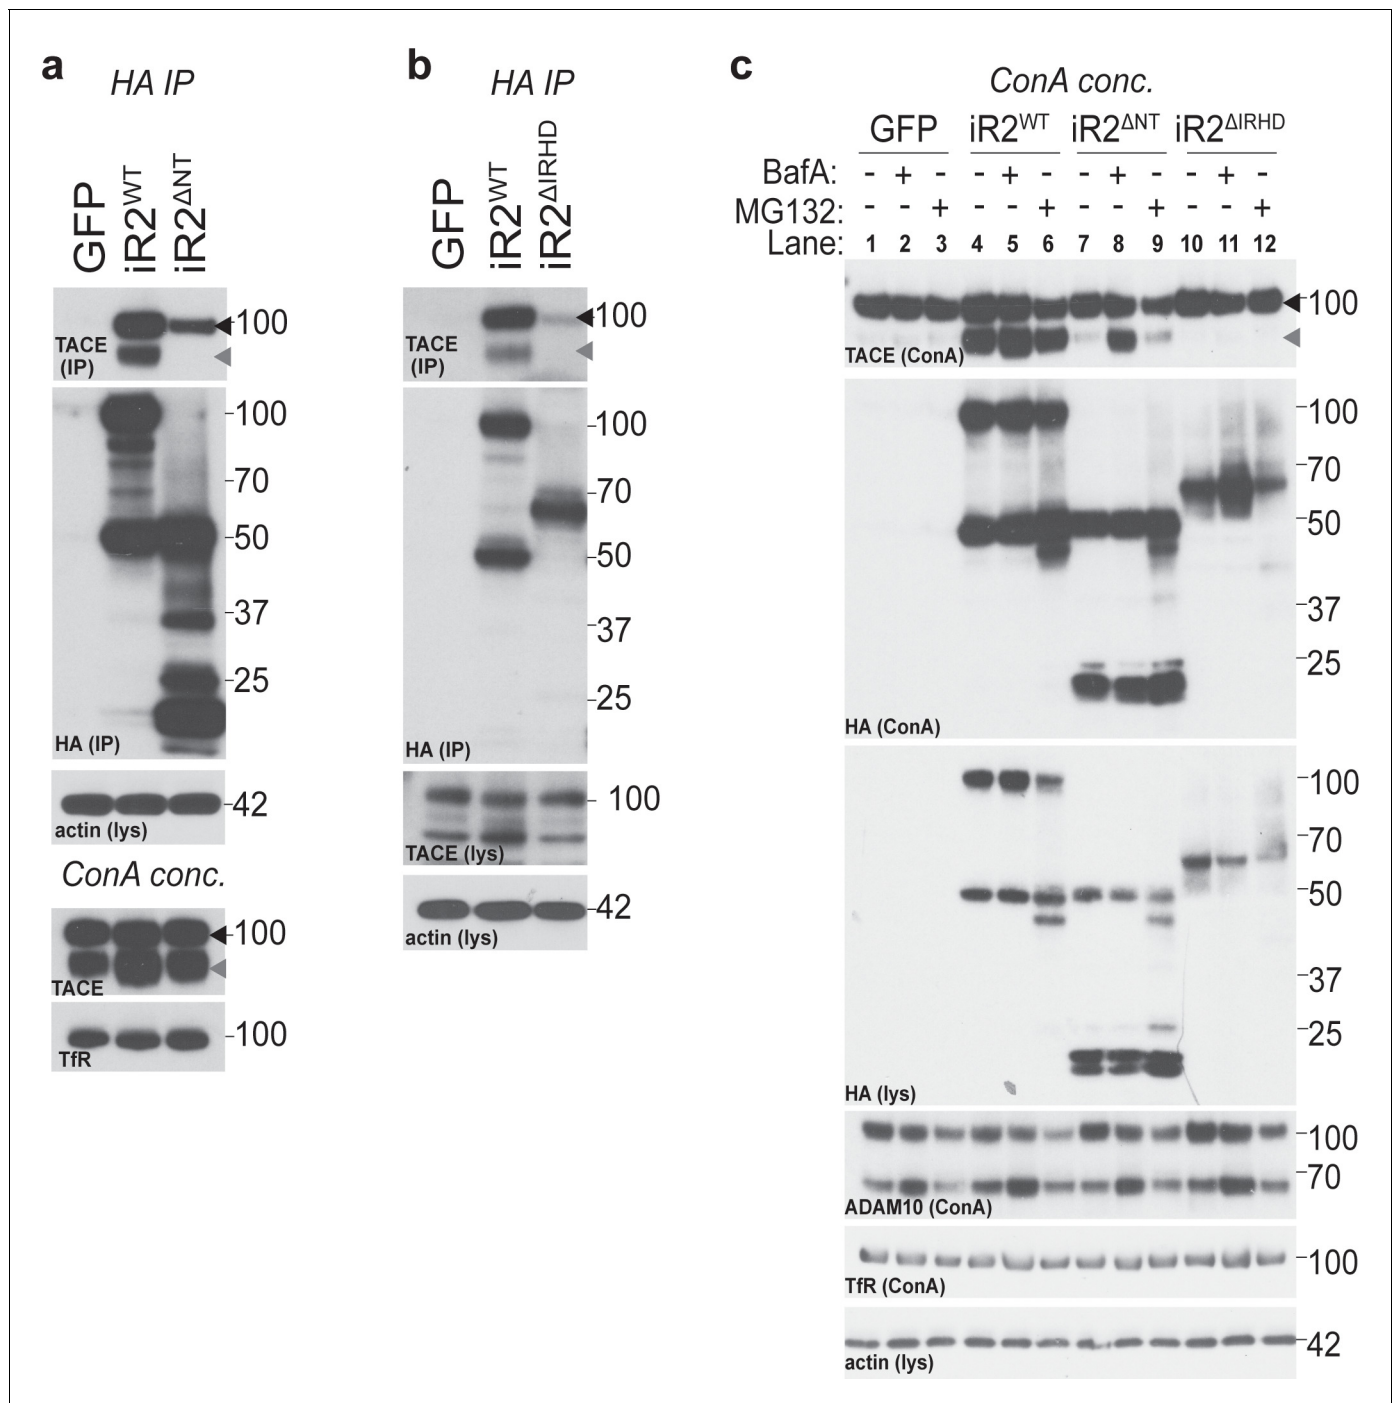 a
HA IP
GFP
iR2WT
iR2ΔNT
100
TACE
(IP)
100
70
50
37
25
HA (IP)
42
actin (lys)
ConA conc.
100
TACE
100
TfR
b
HA IP
GFP
iR2WT
iR2ΔIRHD
100
TACE
(IP)
100
70
50
37
25
HA (IP)
100
TACE (lys)
42
actin (lys)
c
ConA conc.
GFP iR2WT iR2ΔNT iR2ΔIRHD
BafA: - + - - + - - + - - + -
MG132: - - + - - + - - + - - +
Lane: 1 2 3 4 5 6 7 8 9 10 11 12
100
TACE (ConA)
100
70
50
37
25
HA (ConA)
100
70
50
37
25
HA (lys)
100
70
ADAM10 (ConA)
100
TfR (ConA)
42
actin (lys)